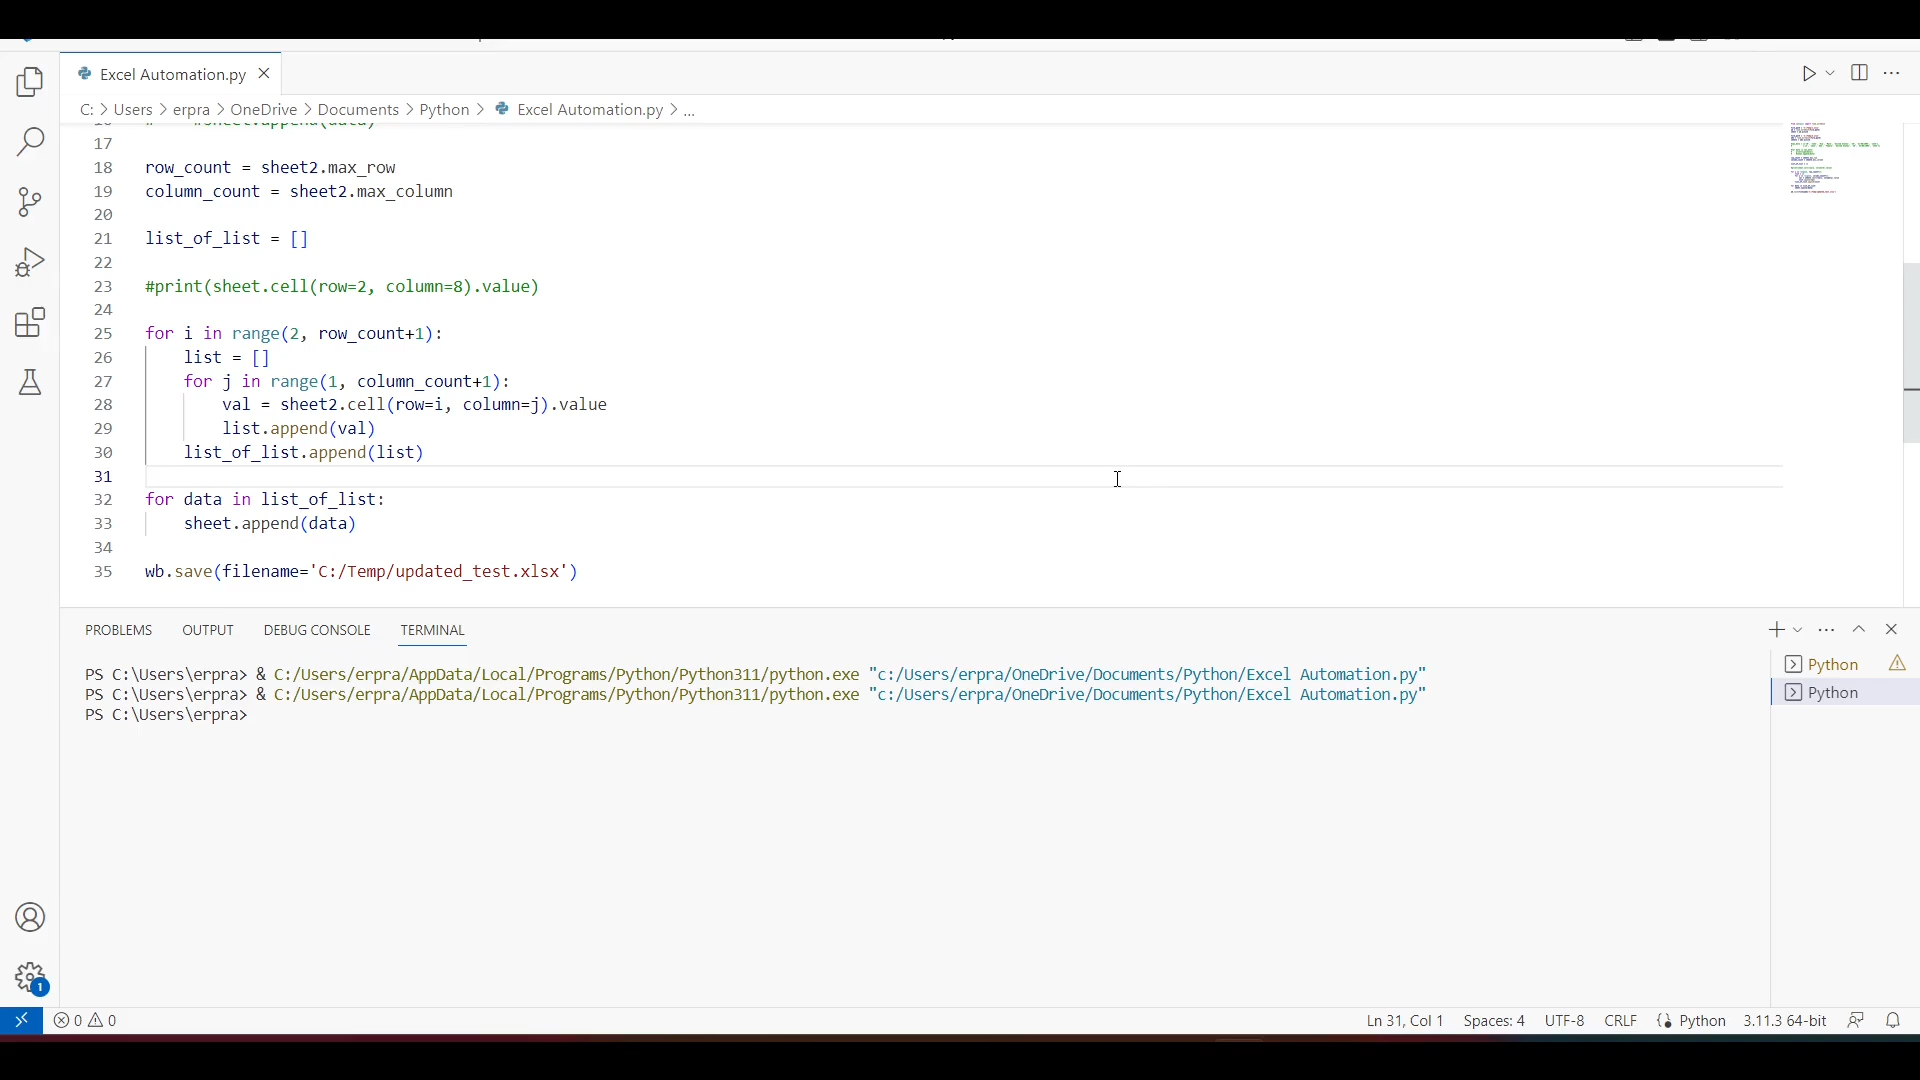 Excel Automation.py
C: > Users > erpra > OneDrive > Documents > Python > Excel Automation.py > ...
17
18 row_count = sheet2.max_row
19 column_count = sheet2.max_column
20
21 list_of_list = []
22
23 #print(sheet.cell(row=2, column=8).value)
24
25 for i in range(2, row_count+1):
26 list = []
27 for j in range(1, column_count+1):
28 val = sheet2.cell(row=i, column=j).value
29 list.append(val)
30 list_of_list.append(list)
31
32 for data in list_of_list:
33 sheet.append(data)
34
35 wb.save(filename='C:/Temp/updated_test.xlsx')
PROBLEMS OUTPUT DEBUG CONSOLE TERMINAL
PS C:\Users\erpra> & C:/Users/erpra/AppData/Local/Programs/Python/Python311/python.exe "c:/Users/erpra/OneDrive/Documents/Python/Excel Automation.py"
PS C:\Users\erpra> & C:/Users/erpra/AppData/Local/Programs/Python/Python311/python.exe "c:/Users/erpra/OneDrive/Documents/Python/Excel Automation.py"
PS C:\Users\erpra>
Python
Python
1
0 0 Ln 31, Col 1 Spaces: 4 UTF-8 CRLF Python 3.11.3 64-bit